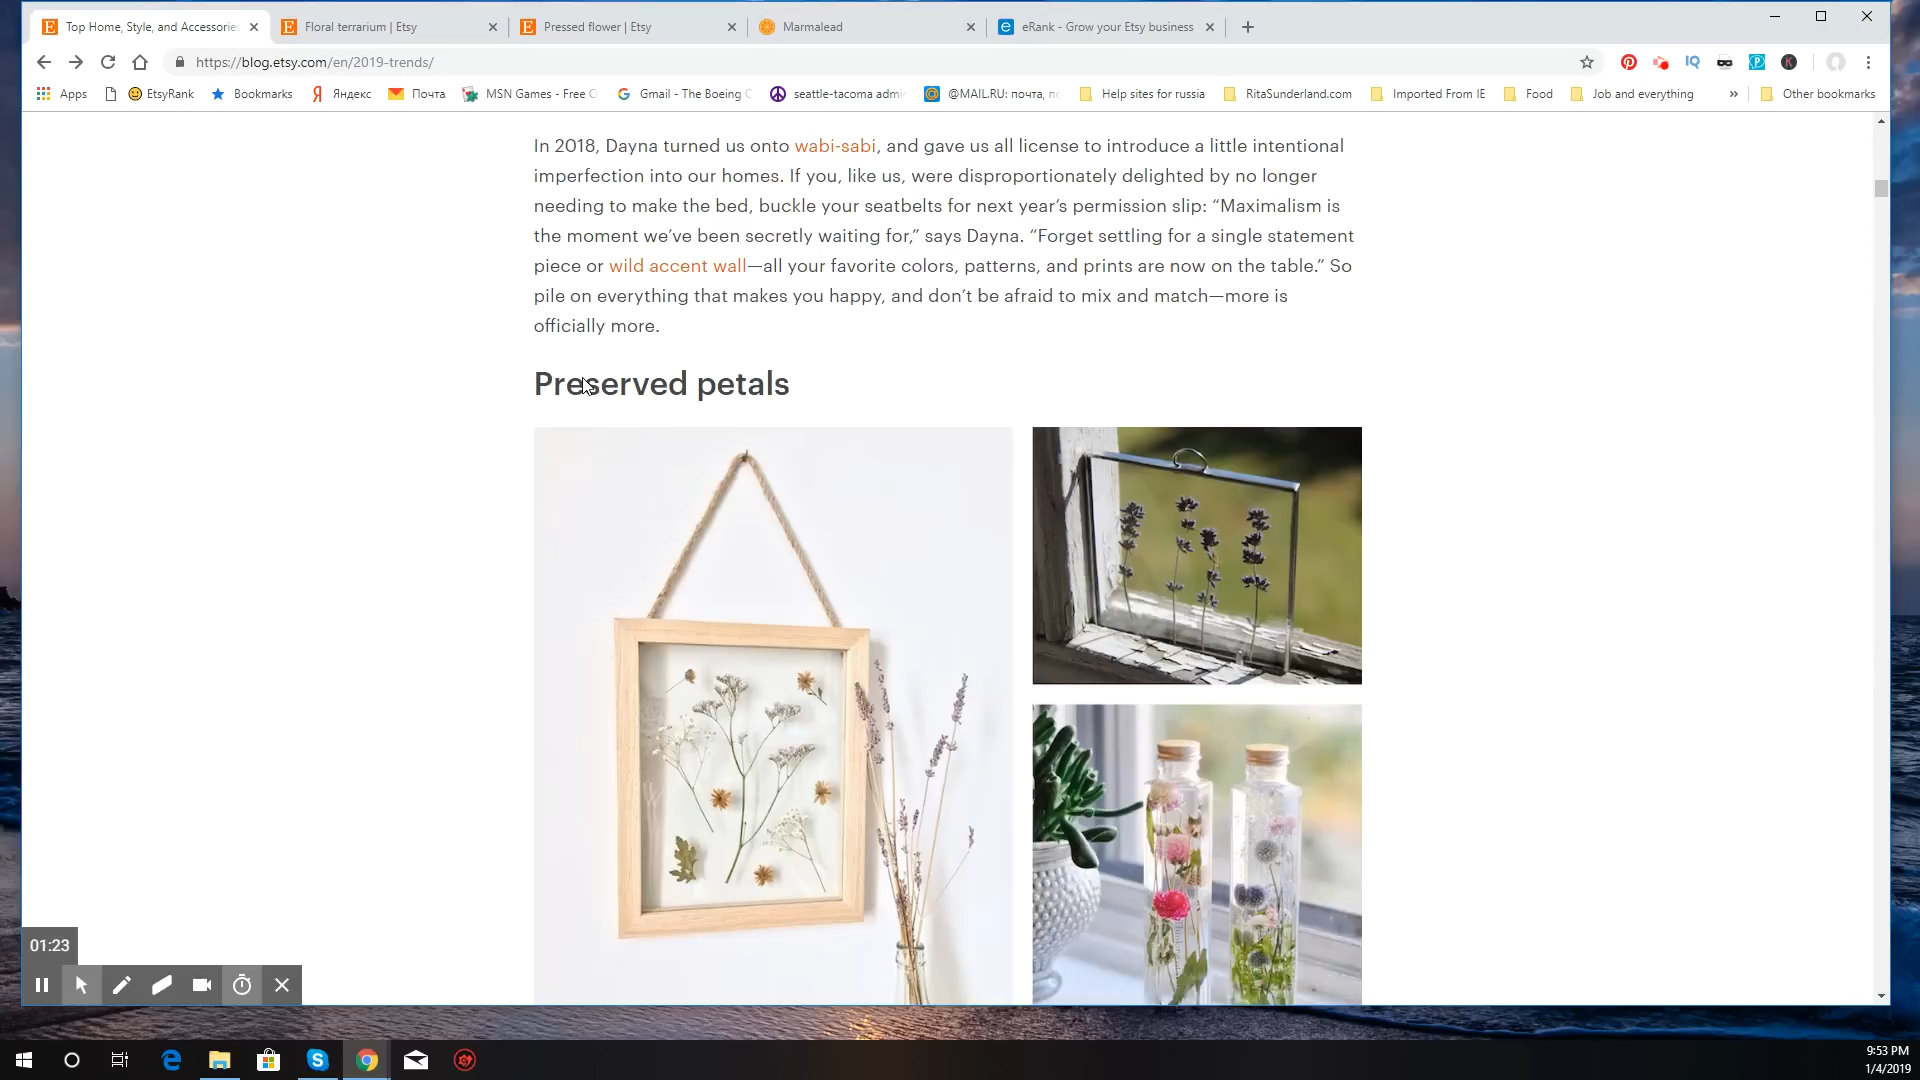 Top Home, Style, and Accessorie
Floral terrarium | Etsy
Pressed flower | Etsy
Marmalead
eRank - Grow your Etsy business
https://blog.etsy.com/en/2019-trends/
Apps
EtsyRank
Bookmarks
Яндекс
Почта
MSN Games - Free O
Gmail - The Boeing C
seattle-tacoma admi
@MAIL.RU: почта, по
Help sites for russia
RitaSunderland.com
Imported From IE
Food
Job and everything
Other bookmarks
In 2018, Dayna turned us onto wabi-sabi, and gave us all license to introduce a little intentional
imperfection into our homes. If you, like us, were disproportionately delighted by no longer
needing to make the bed, buckle your seatbelts for next year’s permission slip: “Maximalism is
the moment we’ve been secretly waiting for,” says Dayna. “Forget settling for a single statement
piece or wild accent wall—all your favorite colors, patterns, and prints are now on the table.” So
pile on everything that makes you happy, and don’t be afraid to mix and match—more is
officially more.
Preserved petals
01:23
9:53 PM
1/4/2019